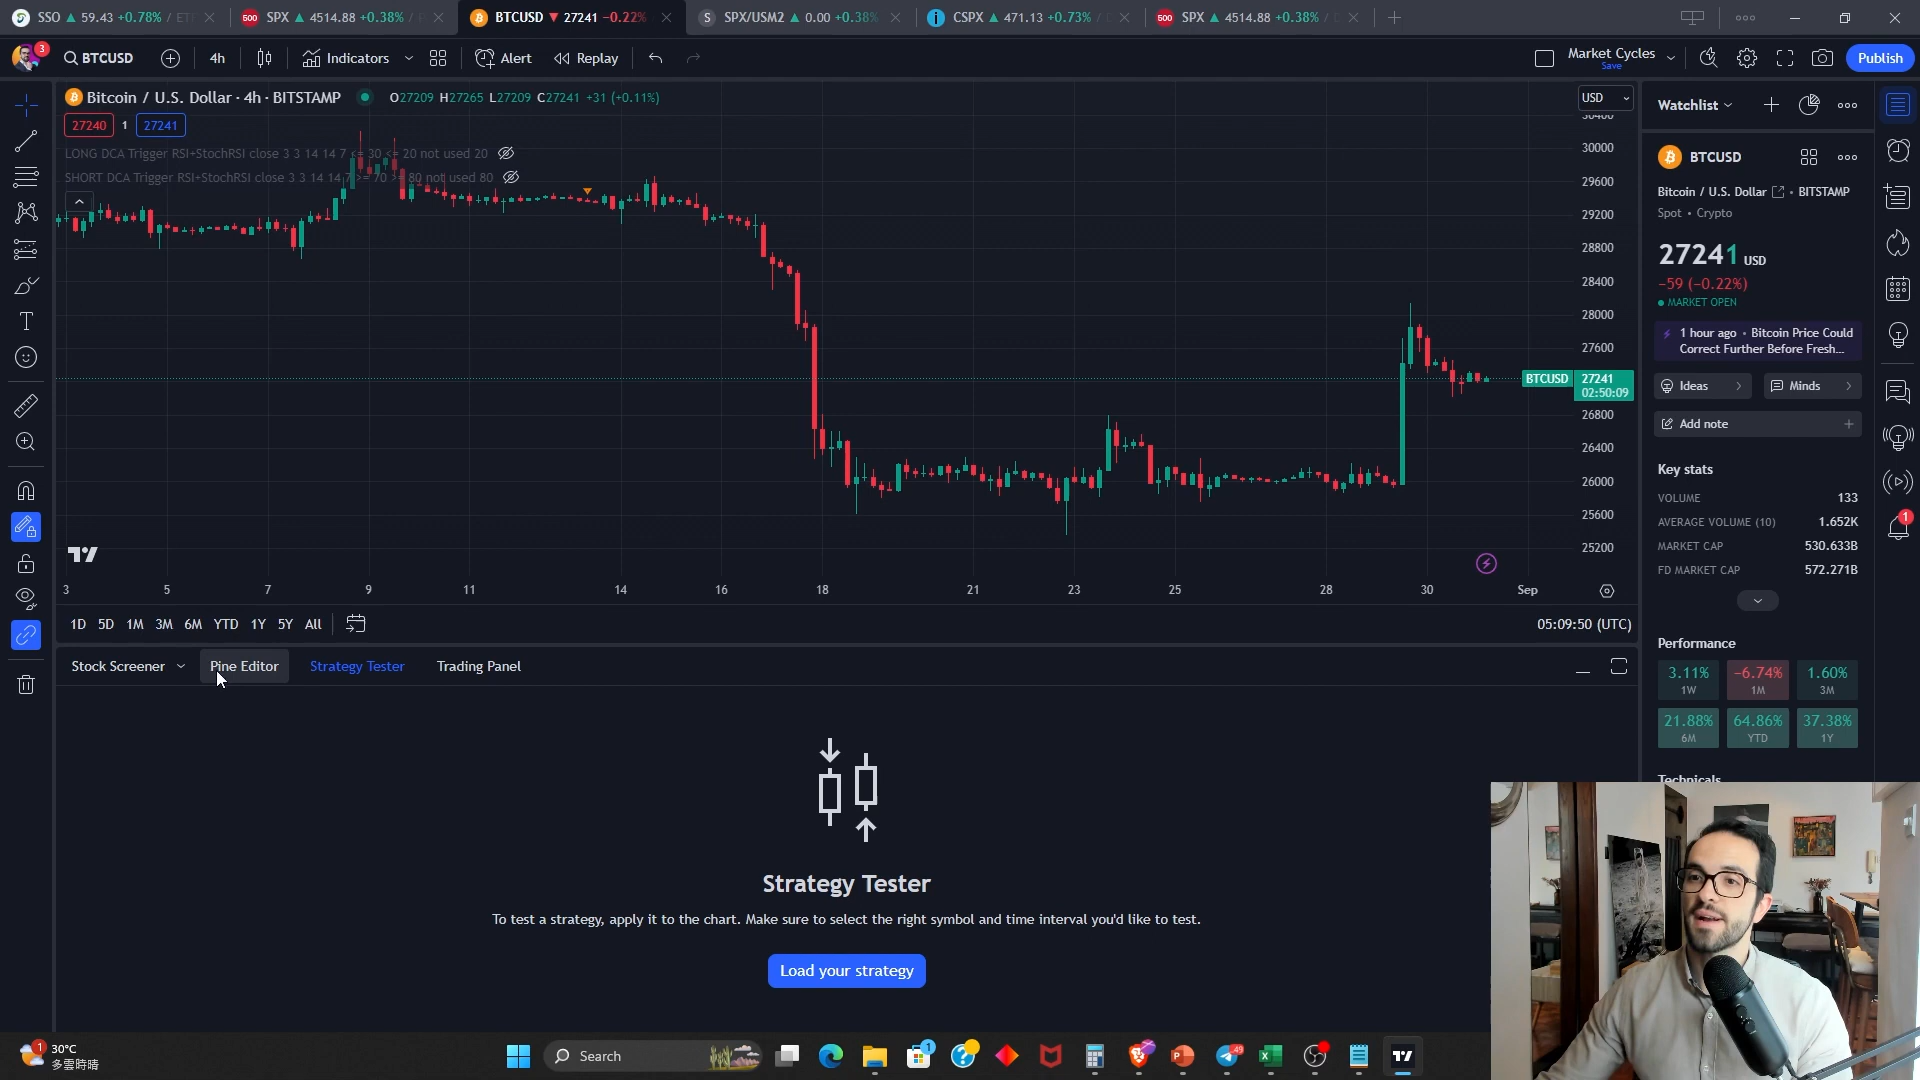 SSO 59.43 +0.78% / ET
500 SPX 4514.88 +0.38% /
BTCUSD 27241 −0.22%
S SPX/USM2 0.00 +0.38%
i CSPX 471.13 +0.73% /
500 SPX 4514.88 +0.38% /
3 BTCUSD 4h Indicators Alert Replay Market Cycles Save Publish
Bitcoin / U.S. Dollar · 4h · BITSTAMP O27209 H27265 L27209 C27241 +31 (+0.11%) USD
27240 1 27241
LONG DCA Trigger RSI+StochRSI close 3 3 14 14 7 <= 30 <= 20 not used 20
SHORT DCA Trigger RSI+StochRSI close 3 3 14 14 7 >= 70 >= 80 not used 80
30400
30000
29600
29200
28800
28400
28000
27600
BTCUSD 27241
02:50:09
26800
26400
26000
25600
25200
3 5 7 9 11 14 16 18 21 23 25 28 30 Sep
1D 5D 1M 3M 6M YTD 1Y 5Y All 05:09:50 (UTC)
Stock Screener Pine Editor Strategy Tester Trading Panel
Strategy Tester
To test a strategy, apply it to the chart. Make sure to select the right symbol and time interval you'd like to test.
Load your strategy
Watchlist
BTCUSD
Bitcoin / U.S. Dollar • BITSTAMP
Spot • Crypto
27241 USD
−59 (−0.22%)
MARKET OPEN
1 hour ago • Bitcoin Price Could
Correct Further Before Fresh...
Ideas Minds
Add note
Key stats
VOLUME 133
AVERAGE VOLUME (10) 1.652K
MARKET CAP 530.633B
FD MARKET CAP 572.271B
Performance
3.11% −6.74% 1.60%
1W 1M 3M
21.88% 64.86% 37.38%
6M YTD 1Y
Technicals
1
1 30°C
多雲時晴
Search
1
49